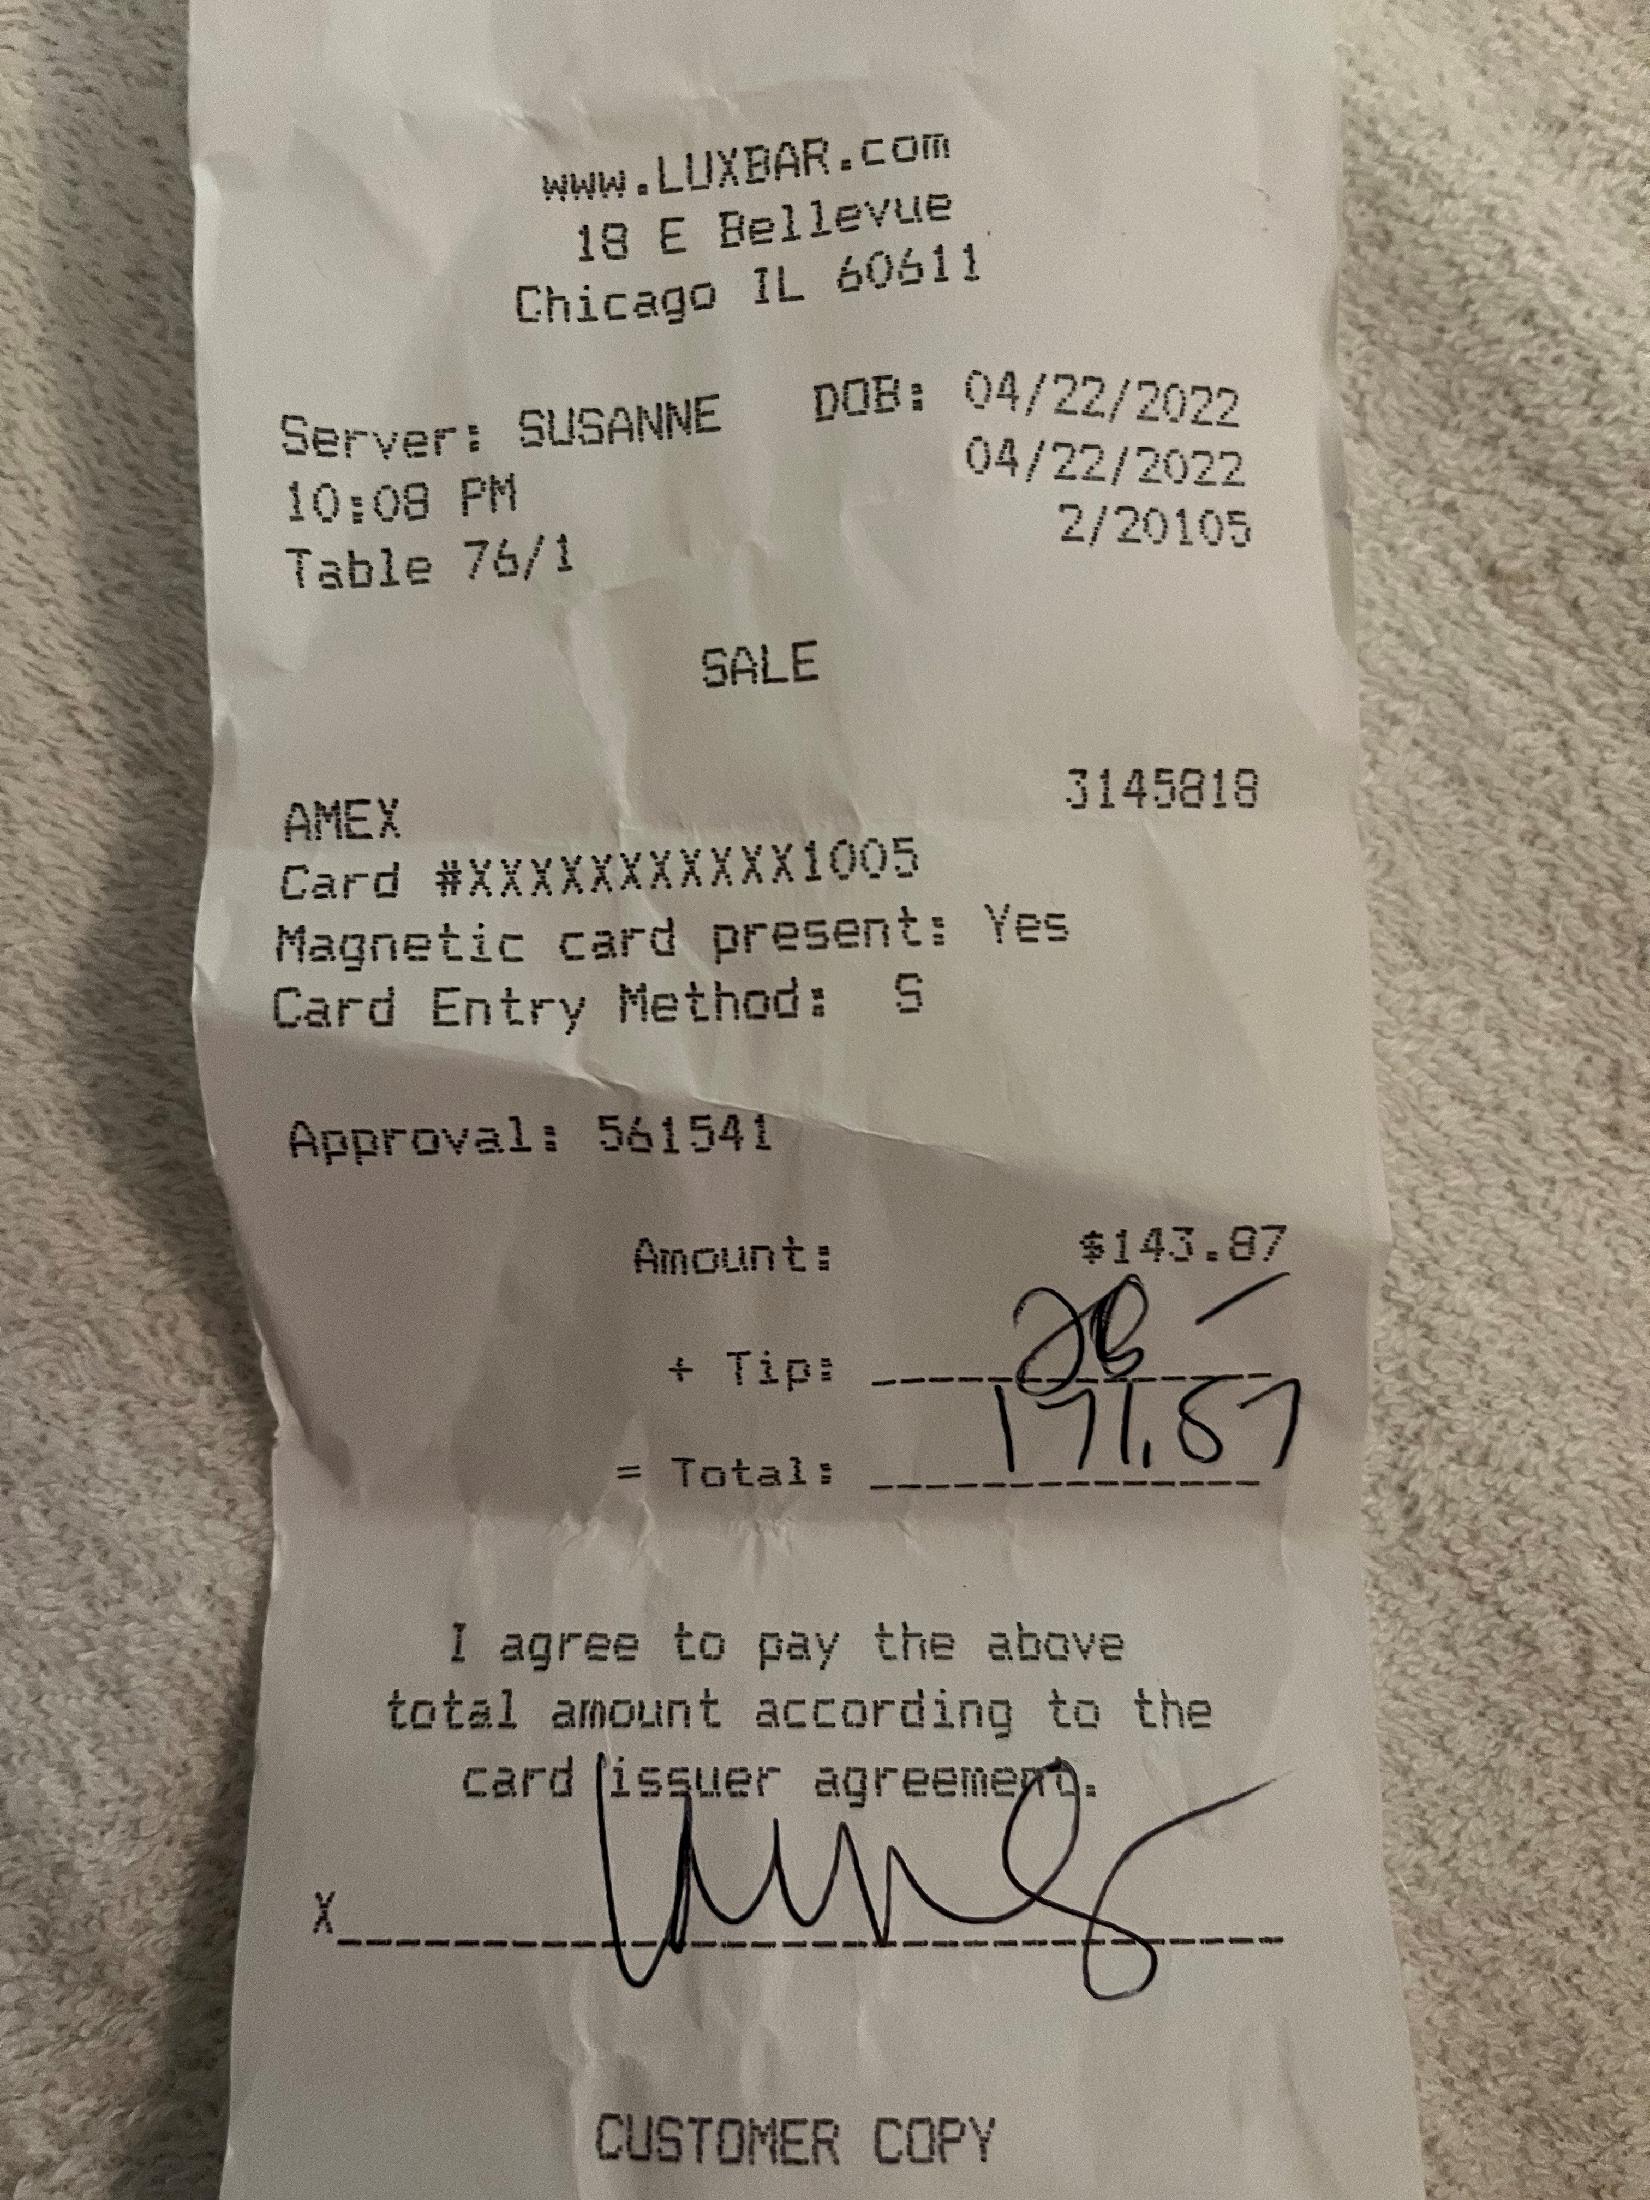 www.LUXBAR.com
18 E Bellevue
Chicago IL 60611
Server: SUSANNE DOB: 04/22/2022
10:08 PM 04/22/2022
Table 76/1 2/20105
SALE
AMEX 3145818
Card #XXXXXXXXXXX1005
Magnetic card present: Yes
Card Entry Method: S
Approval: 561541
Amount: $143.87
+ Tip: 28 —
= Total: 171.87
I agree to pay the above
total amount according to the
card issuer agreement.
X
CUSTOMER COPY